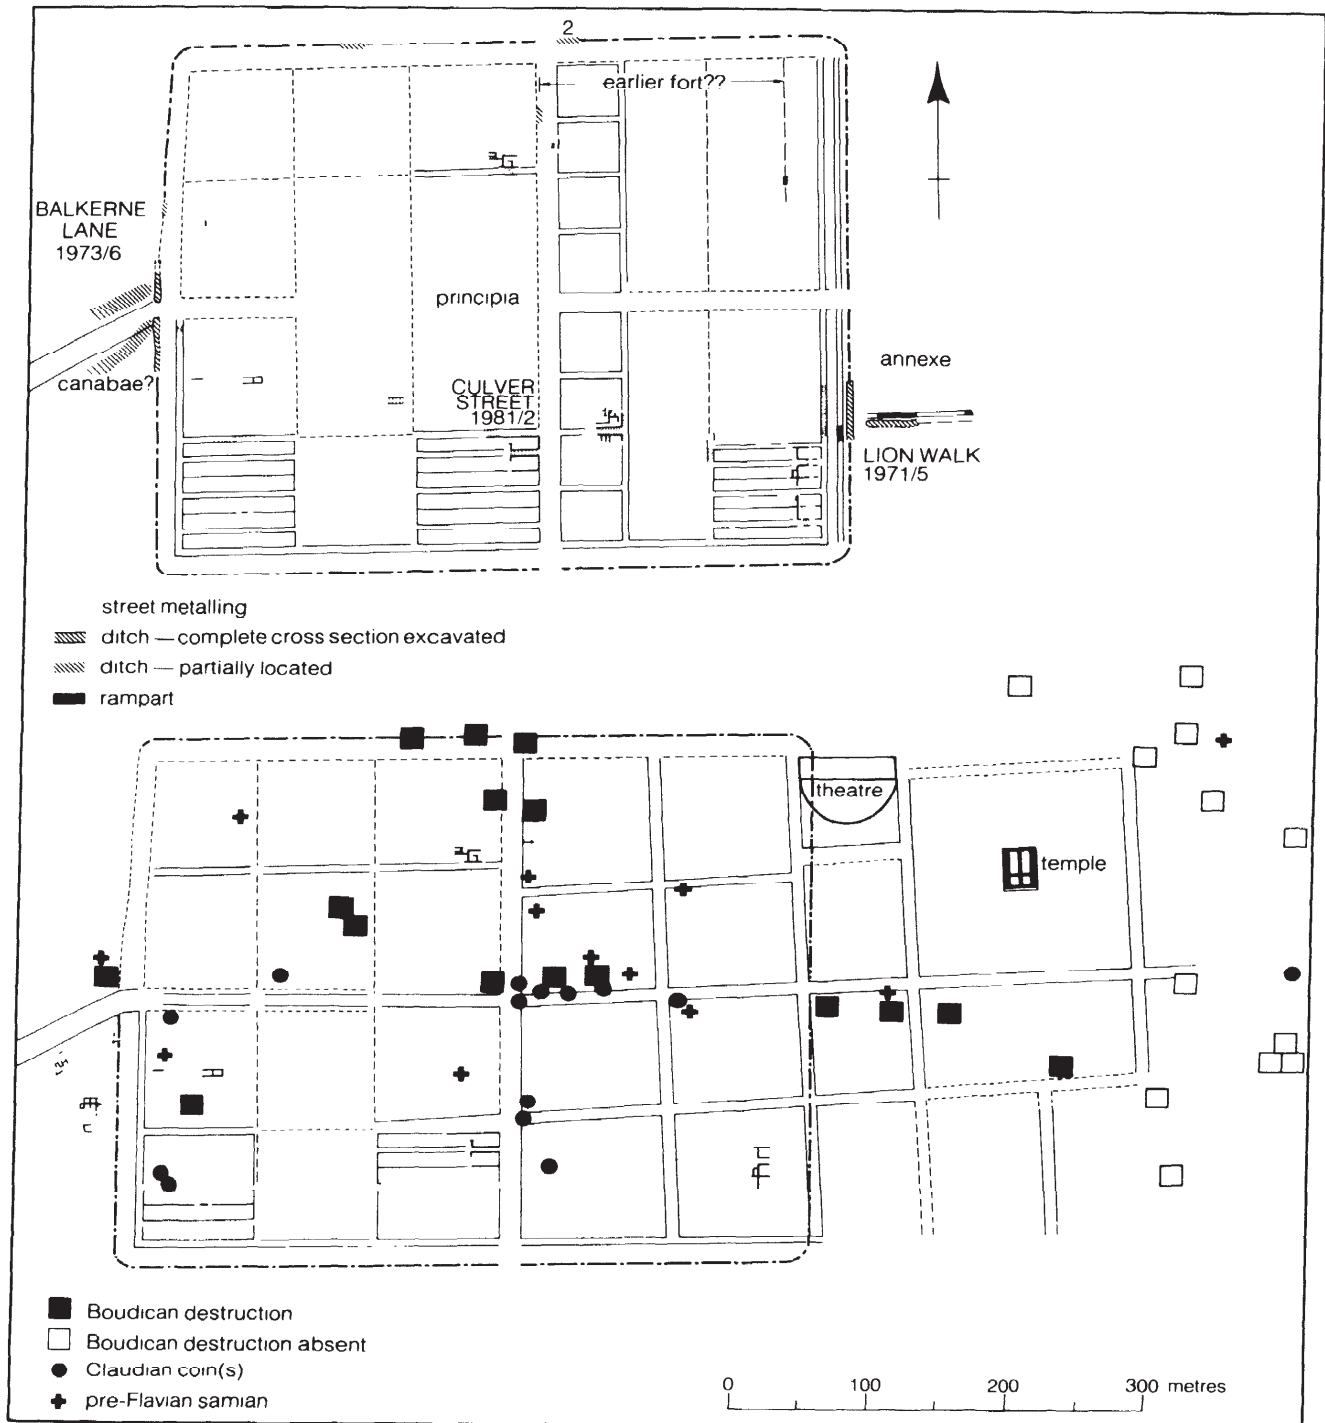 2
earlier fort??
BALKERNE
LANE
1973/6
principia
canabae?
CULVER
STREET
1981/2
annexe
LION WALK
1971/5
street metalling
ditch — complete cross section excavated
ditch — partially located
rampart
theatre
temple
Boudican destruction
Boudican destruction absent
Claudian coin(s)
pre-Flavian samian
0 100 200 300 metres